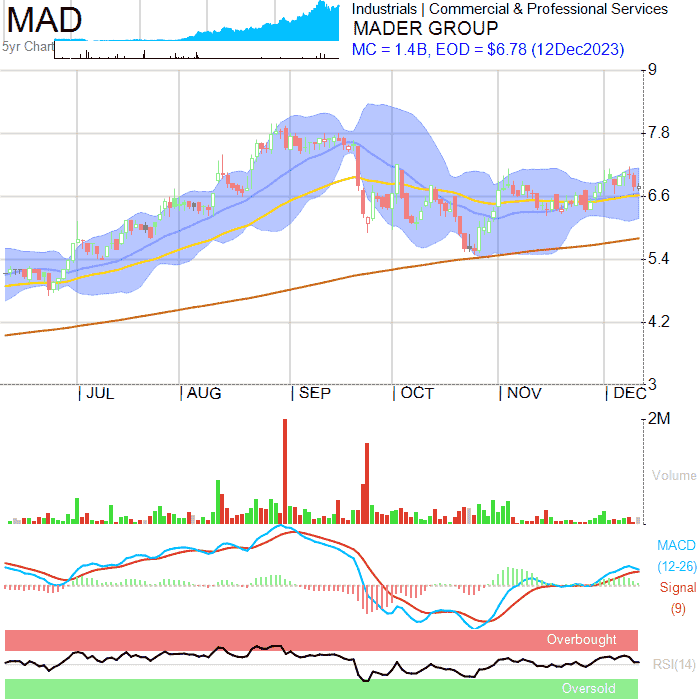 MAD
5yr Chart
Industrials | Commercial & Professional Services
MADER GROUP
MC = 1.4B, EOD = $6.78 (12Dec2023)
9
7.8
6.6
5.4
4.2
3
JUL AUG SEP OCT NOV DEC
2M
Volume
MACD
(12-26)
Signal
(9)
Overbought
RSI(14)
Oversold